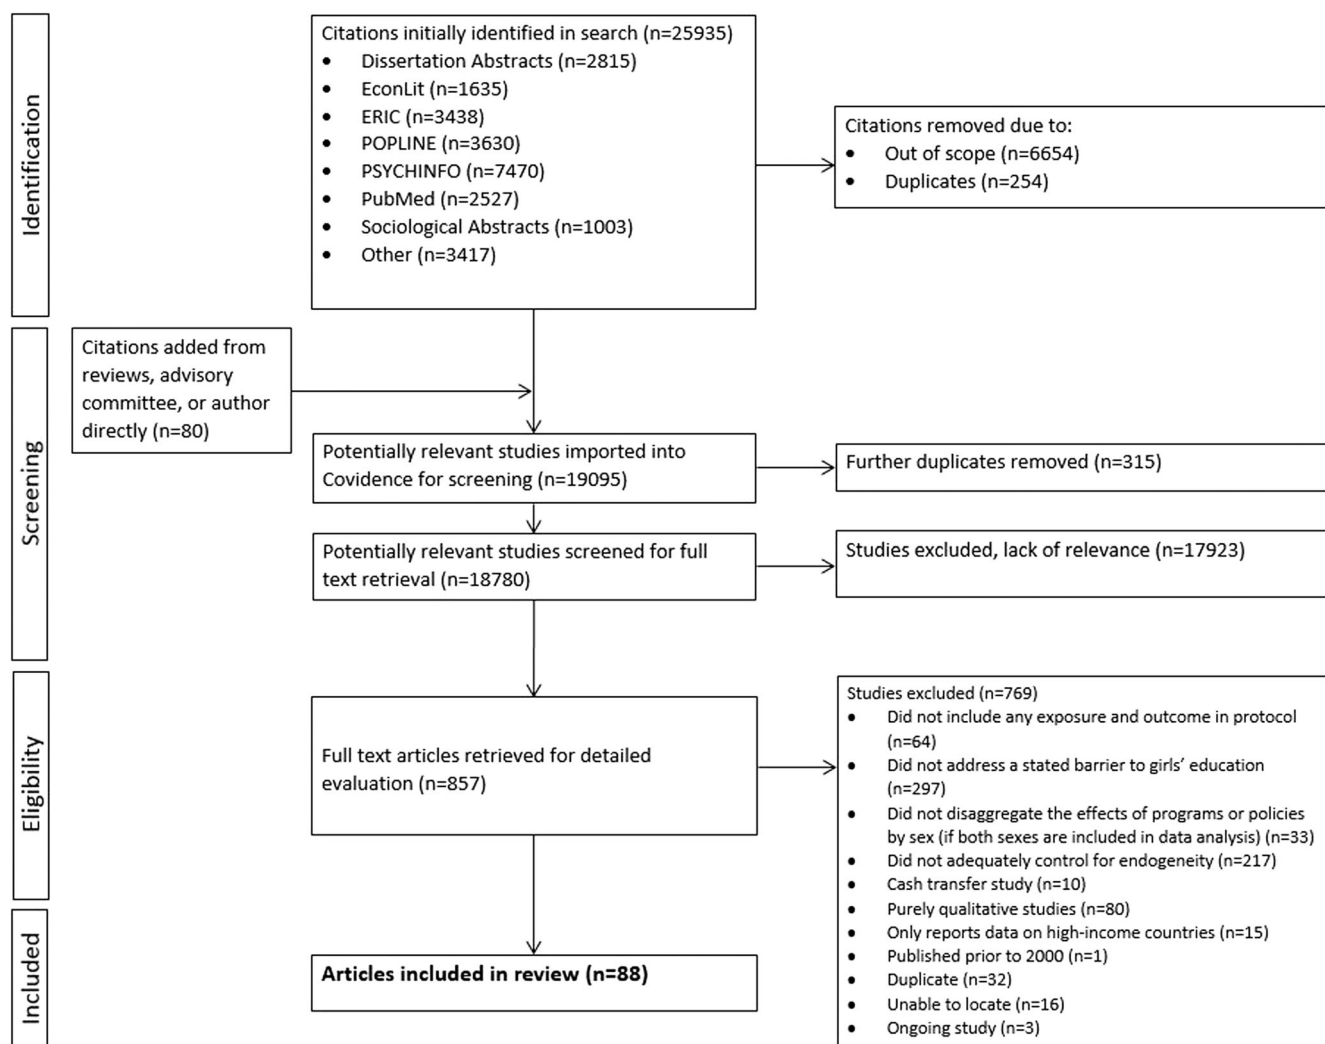 Identification
Citations initially identified in search (n=25935)
• Dissertation Abstracts (n=2815)
• EconLit (n=1635)
• ERIC (n=3438)
• POPLINE (n=3630)
• PSYCHINFO (n=7470)
• PubMed (n=2527)
• Sociological Abstracts (n=1003)
• Other (n=3417)
Citations removed due to:
• Out of scope (n=6654)
• Duplicates (n=254)
Screening
Citations added from
reviews, advisory
committee, or author
directly (n=80)
Potentially relevant studies imported into
Covidence for screening (n=19095)
Further duplicates removed (n=315)
Potentially relevant studies screened for full
text retrieval (n=18780)
Studies excluded, lack of relevance (n=17923)
Eligibility
Full text articles retrieved for detailed
evaluation (n=857)
Studies excluded (n=769)
• Did not include any exposure and outcome in protocol
(n=64)
• Did not address a stated barrier to girls’ education
(n=297)
• Did not disaggregate the effects of programs or policies
by sex (if both sexes are included in data analysis) (n=33)
• Did not adequately control for endogeneity (n=217)
• Cash transfer study (n=10)
• Purely qualitative studies (n=80)
• Only reports data on high-income countries (n=15)
• Published prior to 2000 (n=1)
• Duplicate (n=32)
• Unable to locate (n=16)
• Ongoing study (n=3)
Included
Articles included in review (n=88)